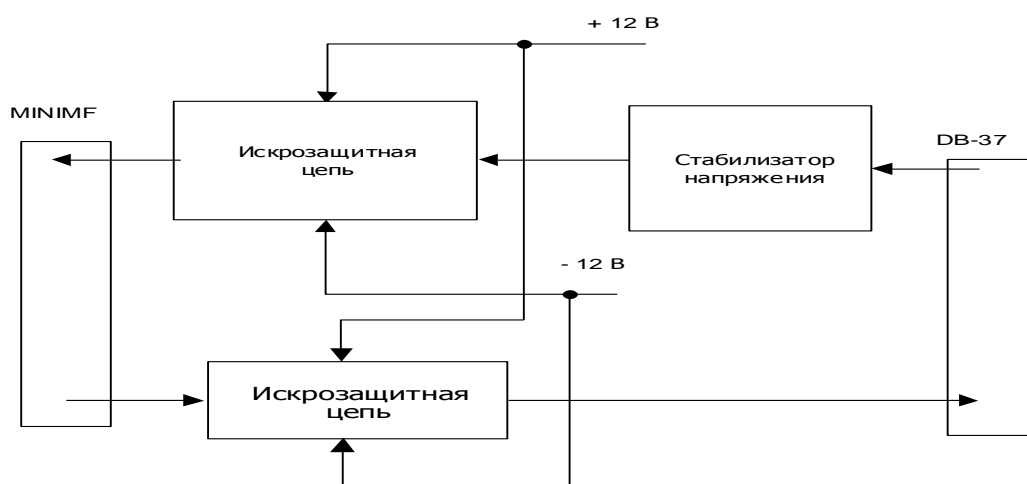 + 12 В
MINIMF
DB-37
Искрозащитная
цепь
Стабилизатор
напряжения
- 12 В
Искрозащитная
цепь